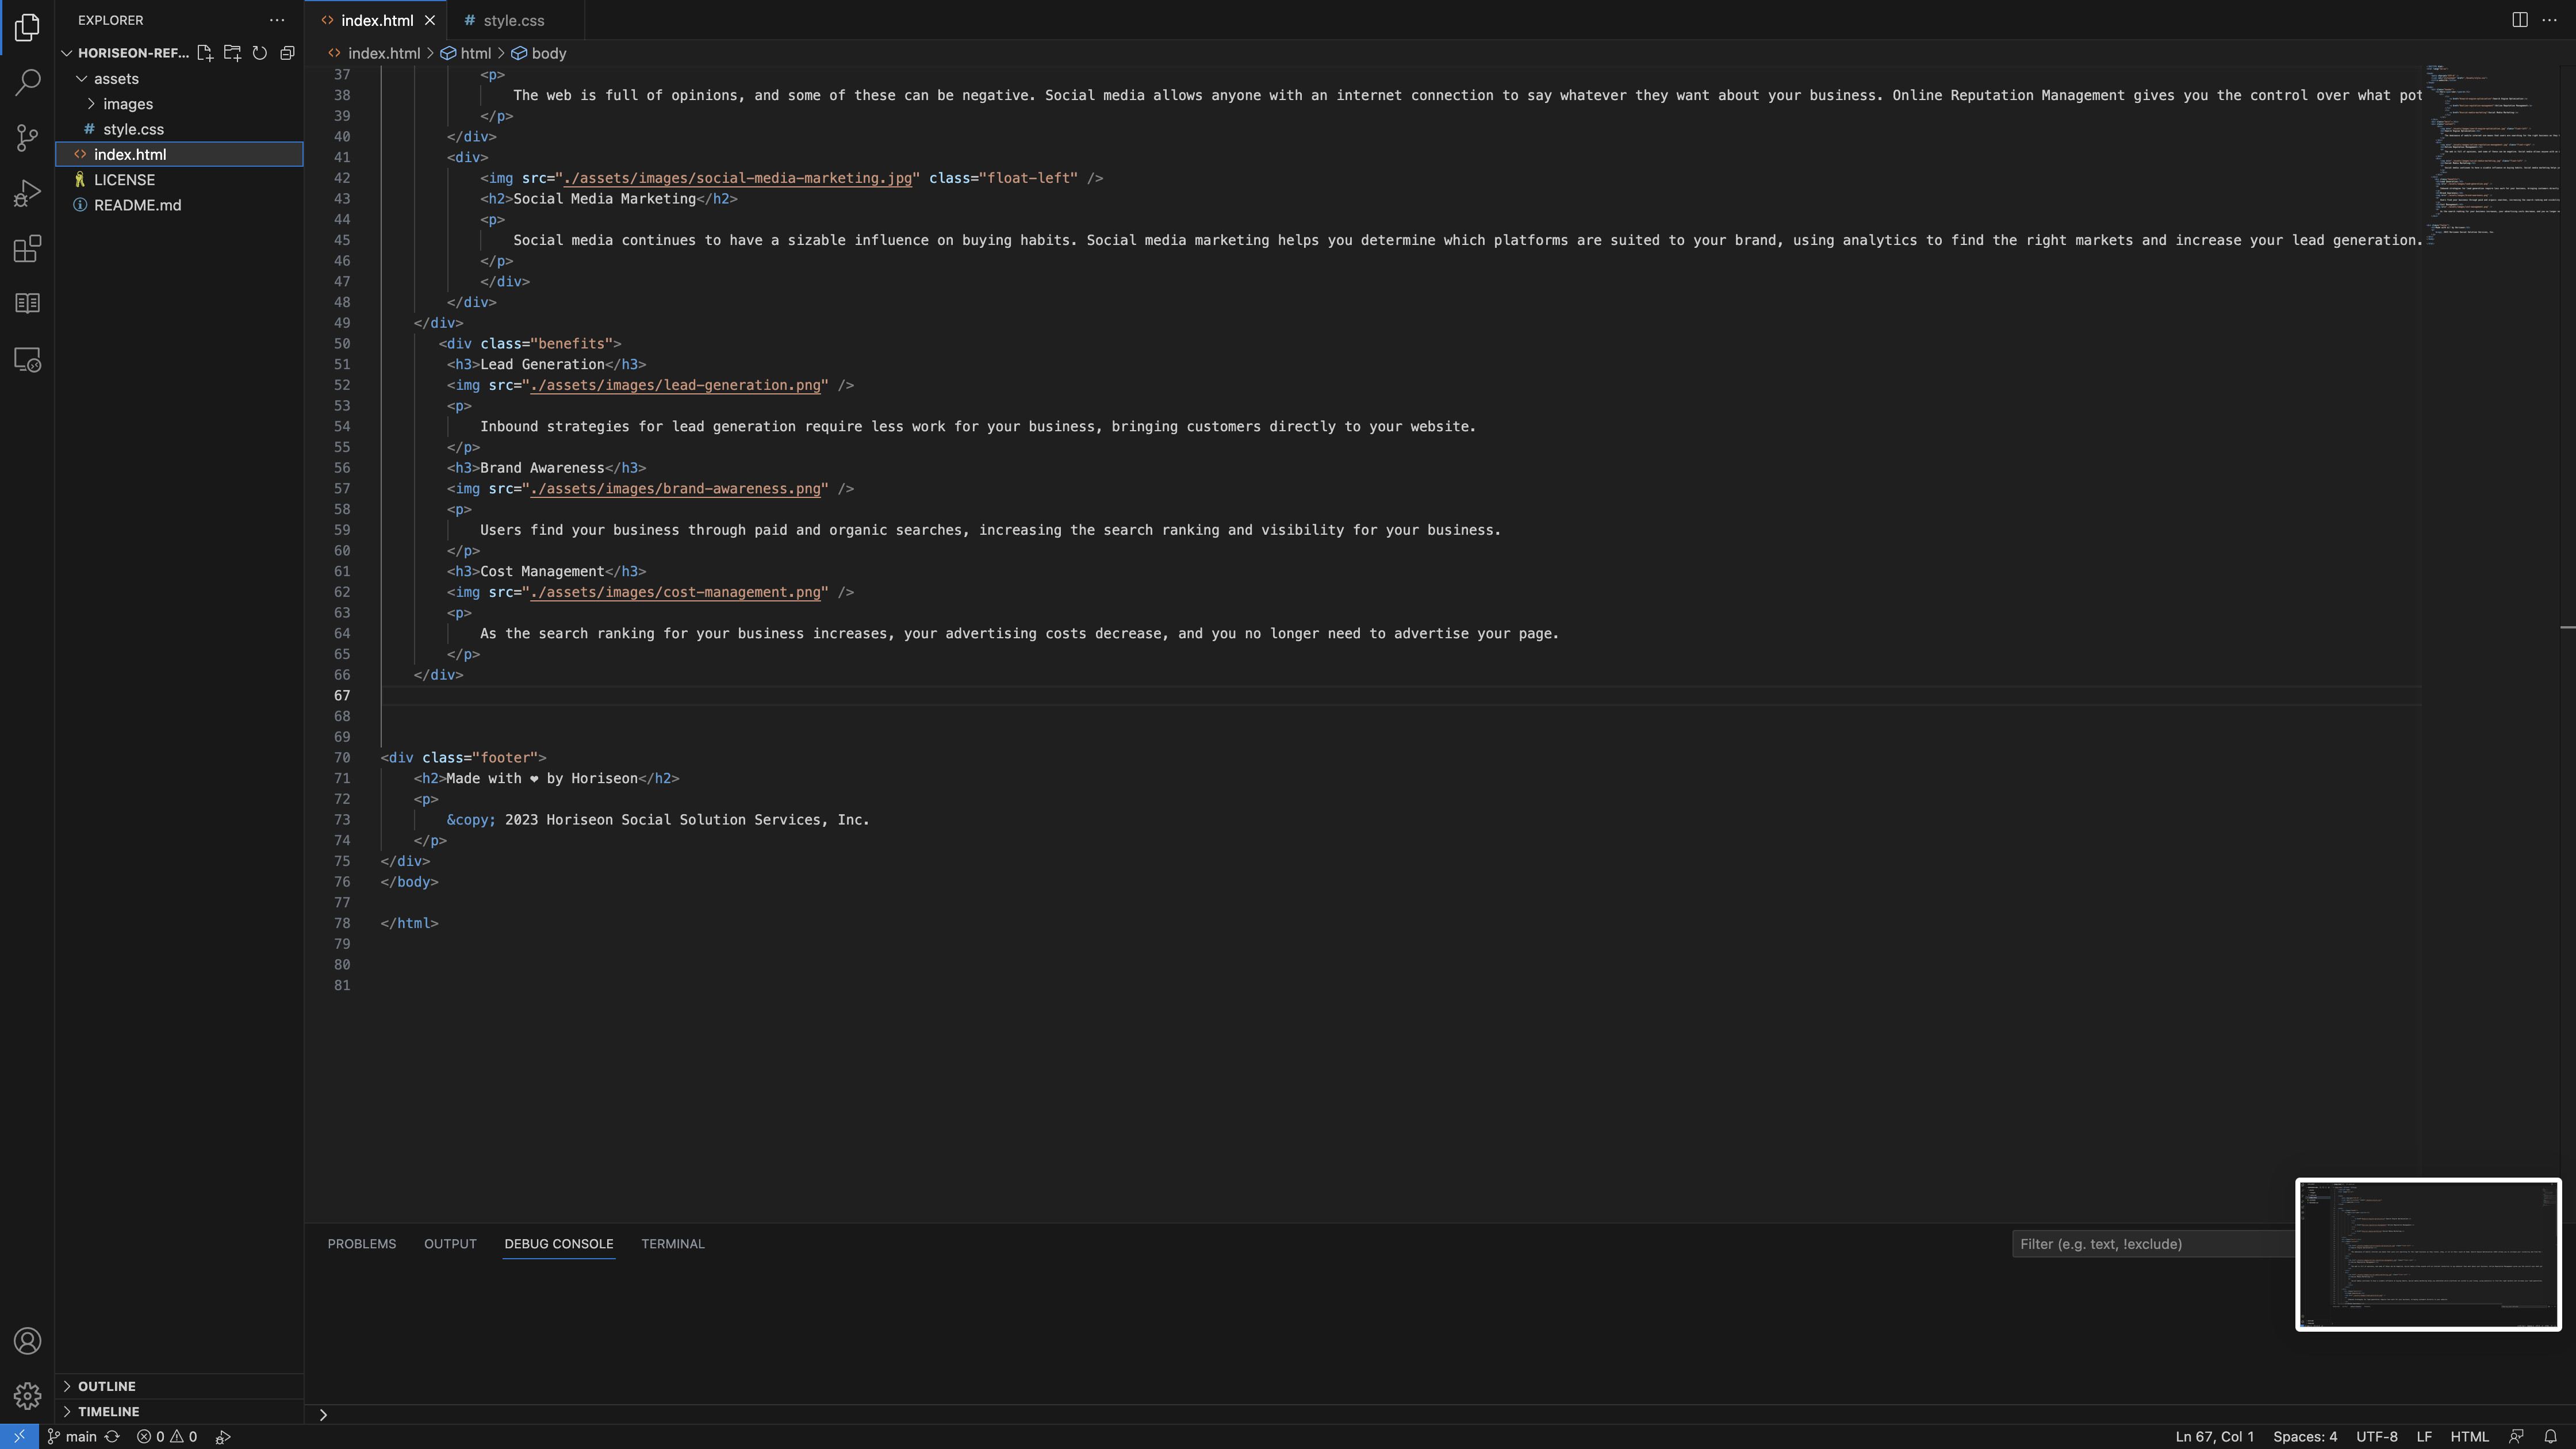 EXPLORER
HORISEON-REF...
assets
images
# style.css
<> index.html
LICENSE
README.md
OUTLINE
TIMELINE
<> index.html
# style.css
<> index.html > html > body
37 <p>
38 The web is full of opinions, and some of these can be negative. Social media allows anyone with an internet connection to say whatever they want about your business. Online Reputation Management gives you the control over what pot
39 </p>
40 </div>
41 <div>
42 <img src="./assets/images/social-media-marketing.jpg" class="float-left" />
43 <h2>Social Media Marketing</h2>
44 <p>
45 Social media continues to have a sizable influence on buying habits. Social media marketing helps you determine which platforms are suited to your brand, using analytics to find the right markets and increase your lead generation.
46 </p>
47 </div>
48 </div>
49 </div>
50 <div class="benefits">
51 <h3>Lead Generation</h3>
52 <img src="./assets/images/lead-generation.png" />
53 <p>
54 Inbound strategies for lead generation require less work for your business, bringing customers directly to your website.
55 </p>
56 <h3>Brand Awareness</h3>
57 <img src="./assets/images/brand-awareness.png" />
58 <p>
59 Users find your business through paid and organic searches, increasing the search ranking and visibility for your business.
60 </p>
61 <h3>Cost Management</h3>
62 <img src="./assets/images/cost-management.png" />
63 <p>
64 As the search ranking for your business increases, your advertising costs decrease, and you no longer need to advertise your page.
65 </p>
66 </div>
67
68
69
70 <div class="footer">
71 <h2>Made with ❤ by Horiseon</h2>
72 <p>
73 &copy; 2023 Horiseon Social Solution Services, Inc.
74 </p>
75 </div>
76 </body>
77
78 </html>
79
80
81
PROBLEMS OUTPUT DEBUG CONSOLE TERMINAL
Filter (e.g. text, !exclude)
main 0 0
Ln 67, Col 1 Spaces: 4 UTF-8 LF HTML